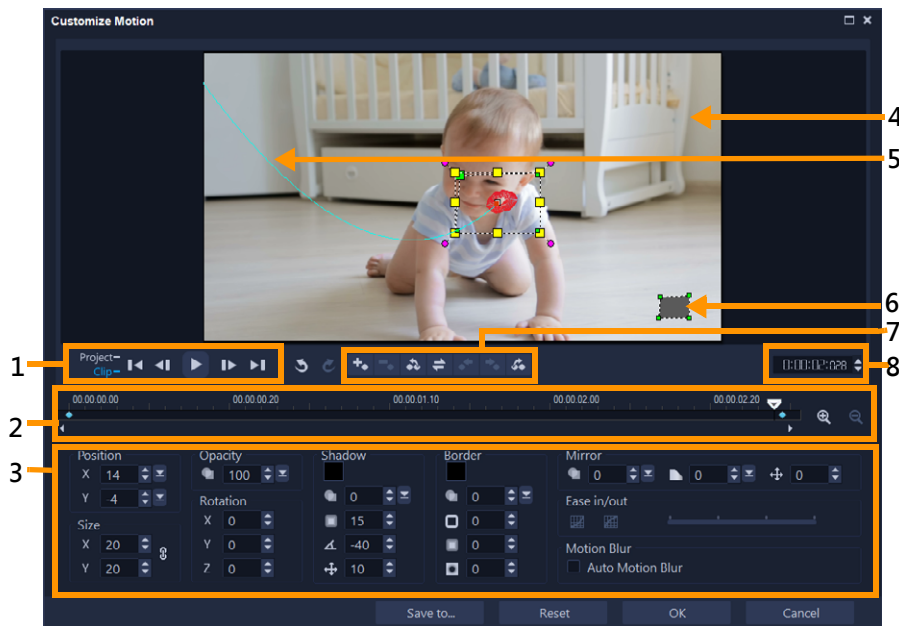 Customize Motion
4
5
6
7
1
Project-
Clip-
0:00:02:028
8
2
00:00:00.00 00:00:00.20 00:00:01.10 00:00:02.00 00:00:02.20
3
Position Opacity Shadow Border Mirror
X 14 100 0 0
Y -4 0 0
Rotation Ease in/out
Size X 0 15 0
X 20 Y 0 -40 0 Motion Blur
Y 20 Z 0 10 0 Auto Motion Blur
Save to... Reset OK Cancel